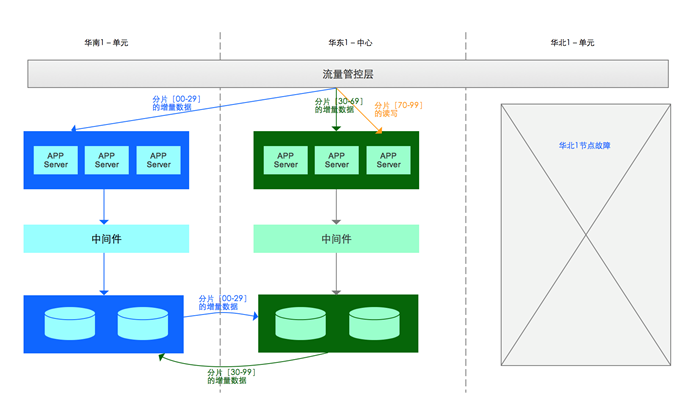 华南1 – 单元
华东1 – 中心
华北1 – 单元
流量管控层
分片［00-29］
的增量数据
分片［30-69］
的增量数据
分片［70-99］
的读写
APP
Server
APP
Server
APP
Server
APP
Server
APP
Server
APP
Server
华北1节点故障
中间件
中间件
分片［00-29］
的增量数据
分片［30-99］
的增量数据